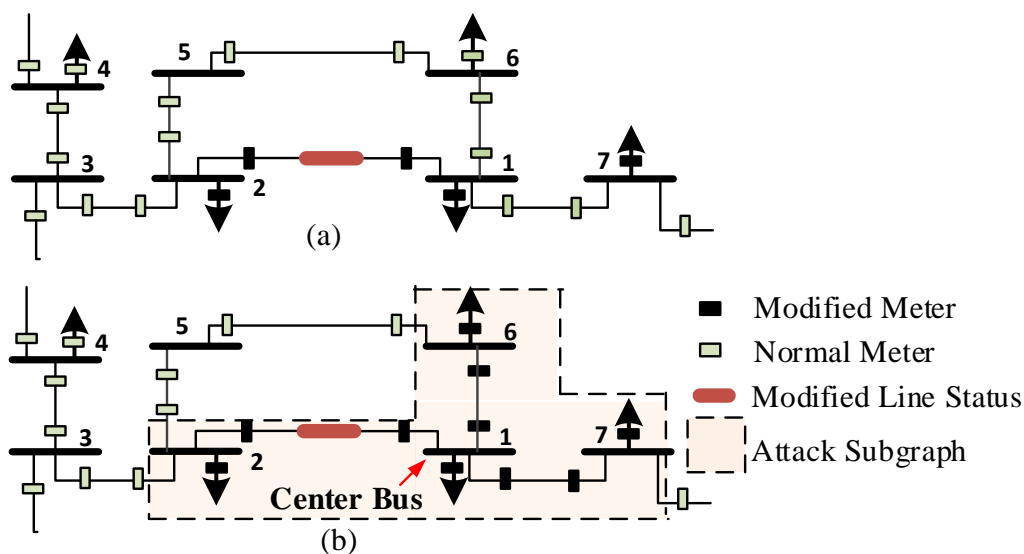 4
5
6
3
2
1
7
(a)
4
5
6
3
2
1
7
Center Bus
(b)
Modified Meter
Normal Meter
Modified Line Status
Attack Subgraph